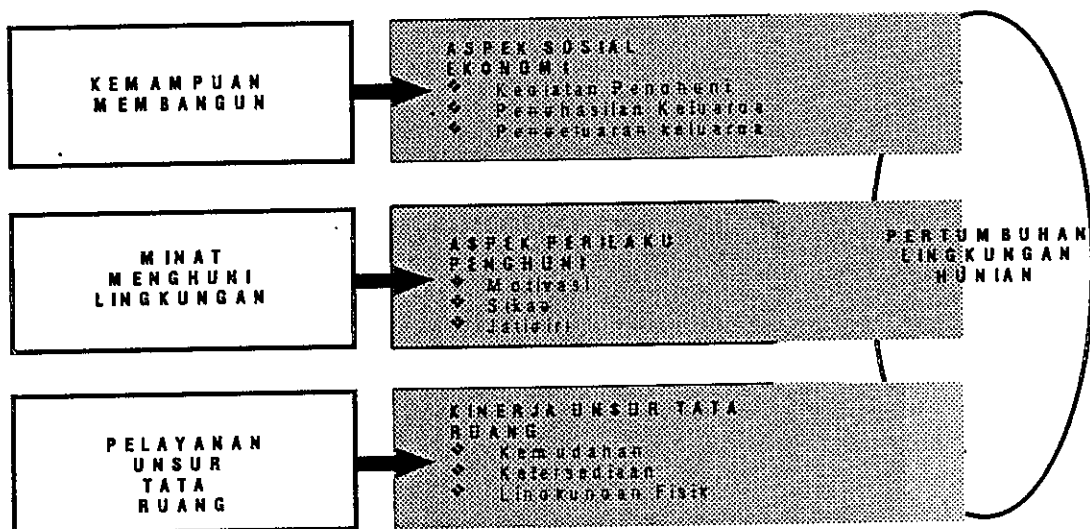 KEMAMPUAN
MEMBANGUN
ASPEK SOSIAL
EKONOMI
❖ Kegiatan Penghuni
❖ Penghasilan Keluarga
❖ Pengeluaran keluarga
MINAT
MENGHUNI
LINGKUNGAN
ASPEK PERILAKU
PENGHUNI
❖ Motivasi
❖ Sikap
❖ Jatidiri
PERTUMBUHAN
LINGKUNGAN
HUNIAN
PELAYANAN
UNSUR
TATA
RUANG
KINERJA UNSUR TATA
RUANG
❖ Kemudahan
❖ Ketersediaan
❖ Lingkungan Fisik